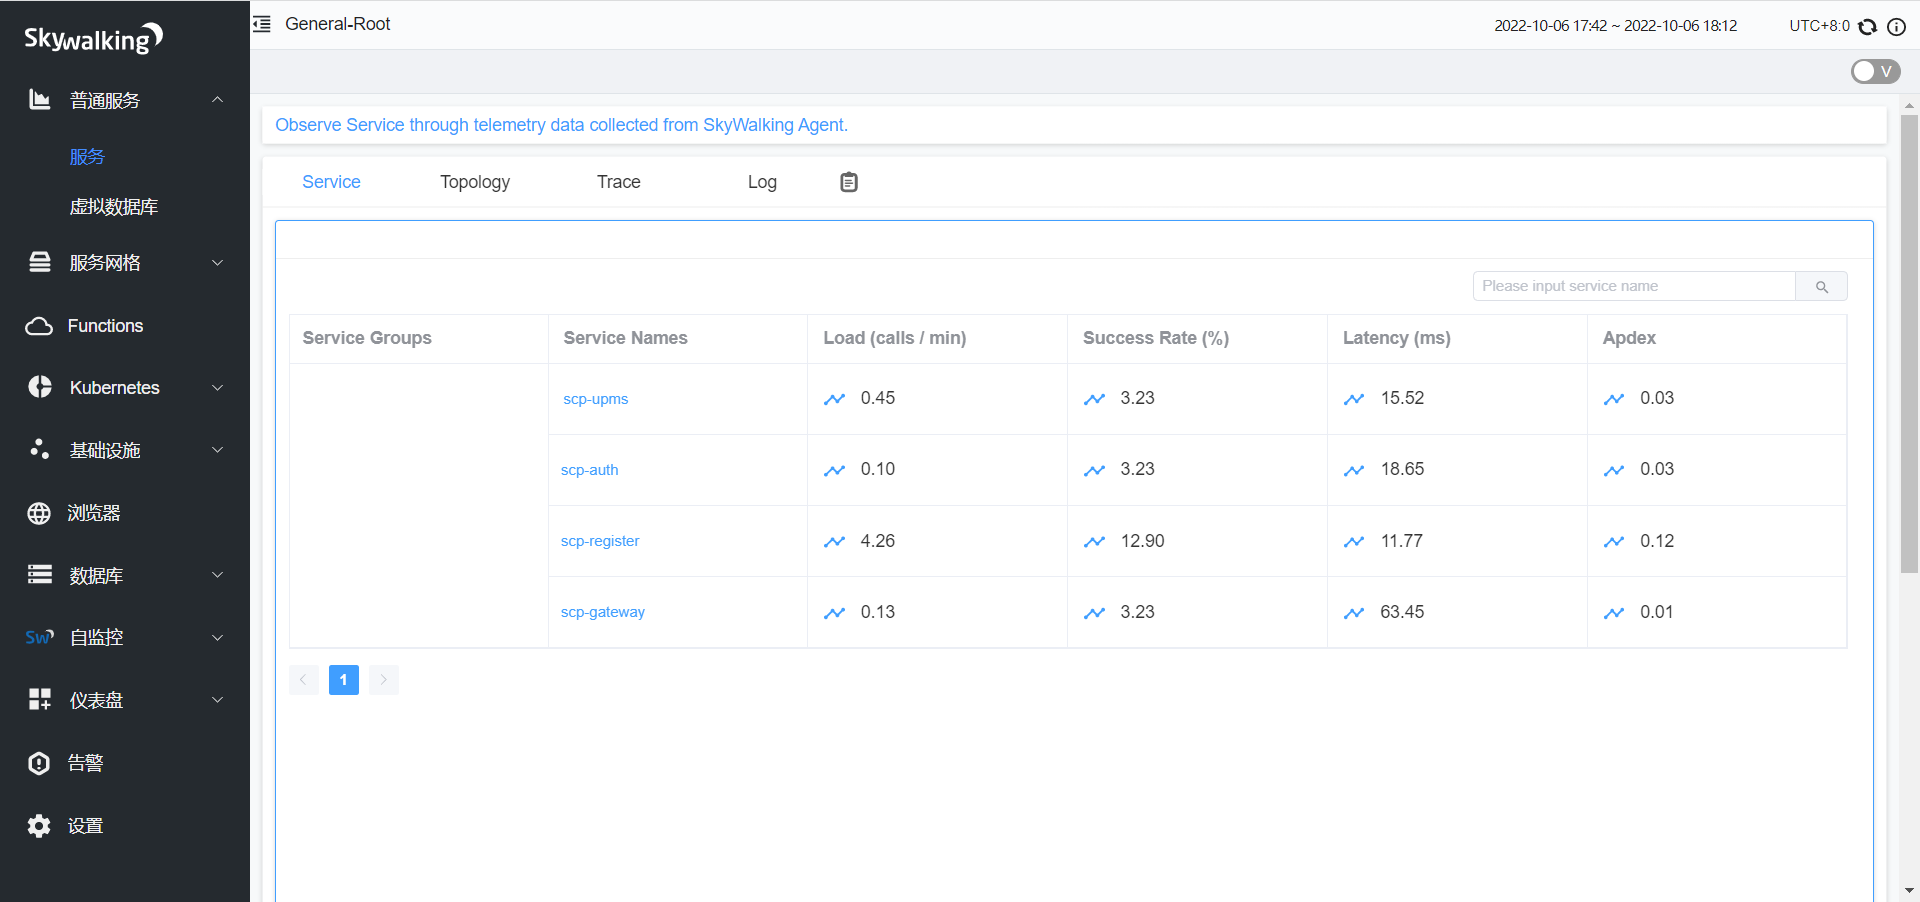 Skywalking
普通服务
服务
虚拟数据库
服务网格
Functions
Kubernetes
基础设施
浏览器
数据库
Sw 自监控
仪表盘
告警
设置
General-Root
2022-10-06 17:42 ~ 2022-10-06 18:12
UTC+8:0
V
Observe Service through telemetry data collected from SkyWalking Agent.
Service Topology Trace Log
Please input service name
Service Groups Service Names Load (calls / min) Success Rate (%) Latency (ms) Apdex
scp-upms 0.45 3.23 15.52 0.03
scp-auth 0.10 3.23 18.65 0.03
scp-register 4.26 12.90 11.77 0.12
scp-gateway 0.13 3.23 63.45 0.01
1